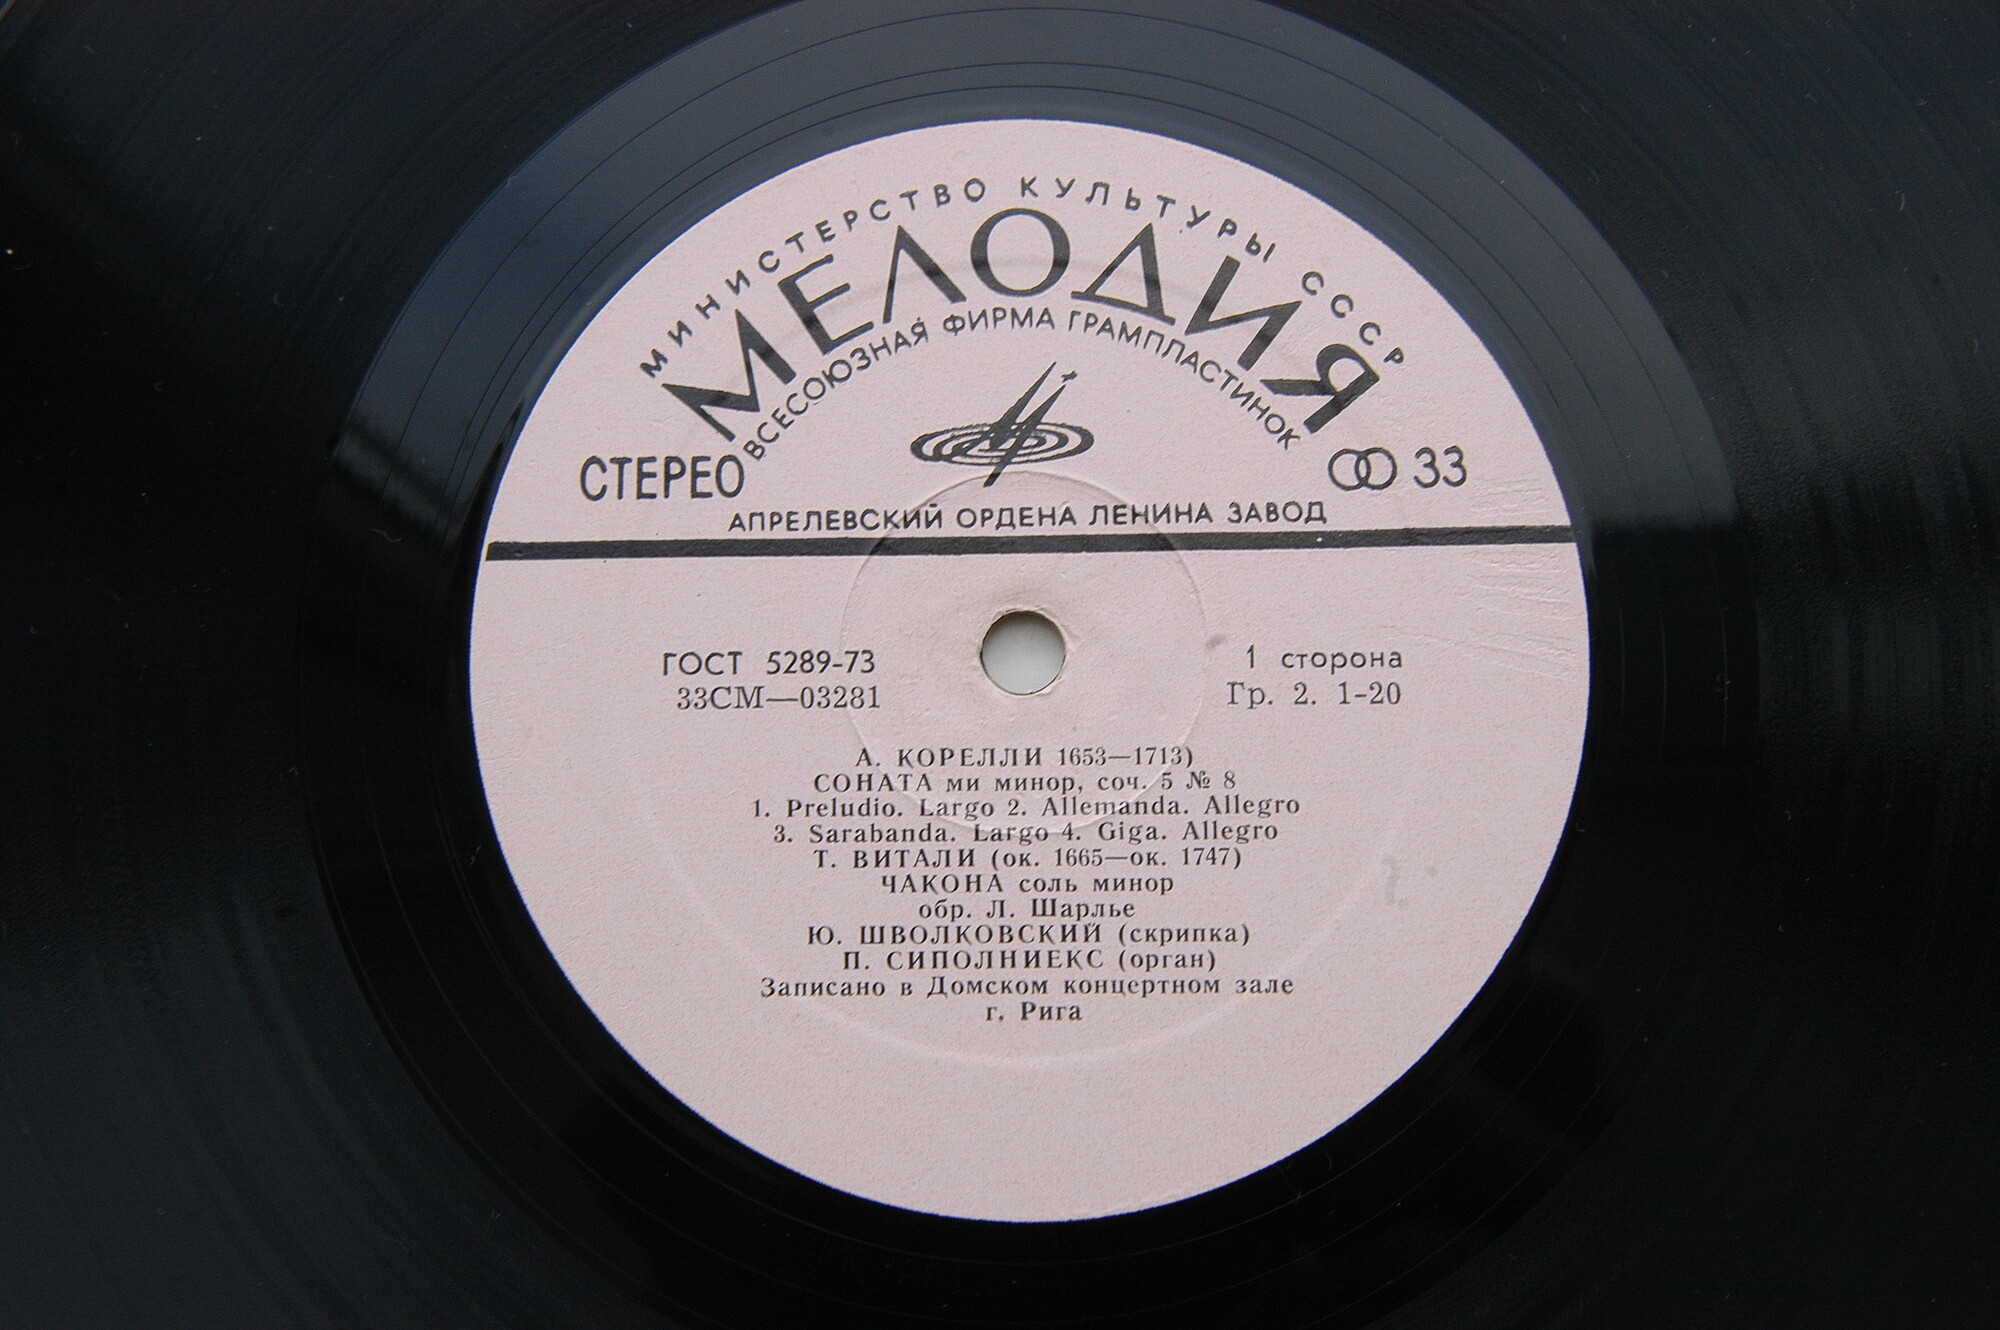 МИНИСТЕРСТВО КУЛЬТУРЫ СССР
МЕЛОДИЯ
ВСЕСОЮЗНАЯ ФИРМА ГРАМПЛАСТИНОК
СТЕРЕО 33
АПРЕЛЕВСКИЙ ОРДЕНА ЛЕНИНА ЗАВОД
ГОСТ 5289-73 1 сторона
33СМ—03281 Гр. 2. 1-20
А. КОРЕЛЛИ 1653—1713)
СОНАТА ми минор, соч. 5 № 8
1. Preludio. Largo 2. Allemanda. Allegro
3. Sarabanda. Largo 4. Giga. Allegro
Т. ВИТАЛИ (ок. 1665—ок. 1747)
ЧАКОНА соль минор
обр. Л. Шарлье
Ю. ШВОЛКОВСКИЙ (скрипка)
П. СИПОЛНИЕКС (орган)
Записано в Домском концертном зале
г. Рига